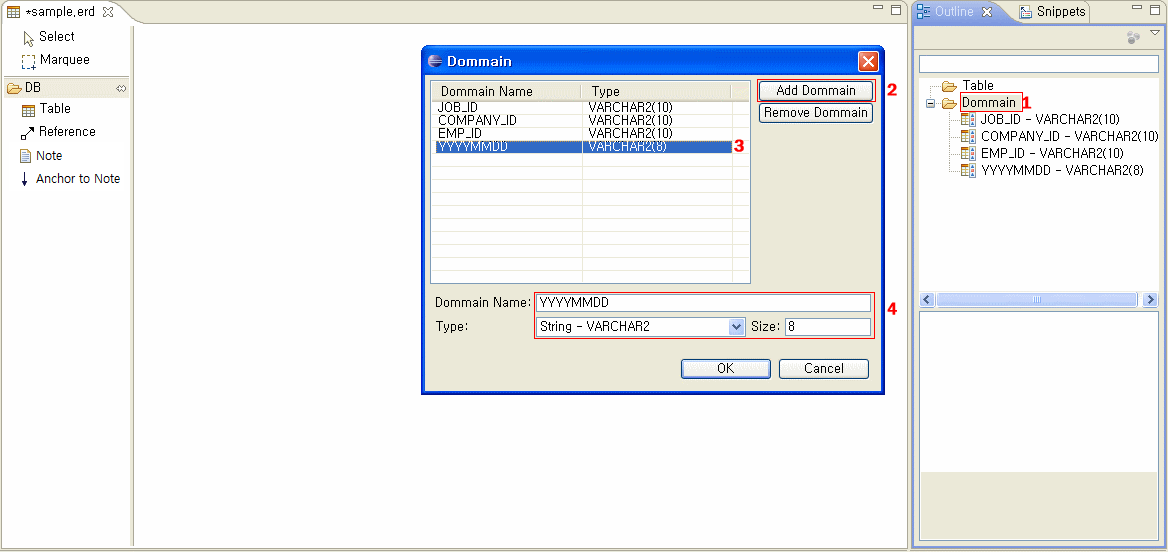 *sample.erd
Select
Marquee
DB
Table
Reference
Note
Anchor to Note
Dommain
Dommain Name Type
JOB_ID VARCHAR2(10)
COMPANY_ID VARCHAR2(10)
EMP_ID VARCHAR2(10)
YYYYMMDD VARCHAR2(8)
3
Add Dommain
2
Remove Dommain
Dommain Name: YYYYMMDD
Type: String - VARCHAR2 Size: 8
4
OK Cancel
Outline Snippets
Table
Dommain 1
JOB_ID - VARCHAR2(10)
COMPANY_ID - VARCHAR2(10)
EMP_ID - VARCHAR2(10)
YYYYMMDD - VARCHAR2(8)